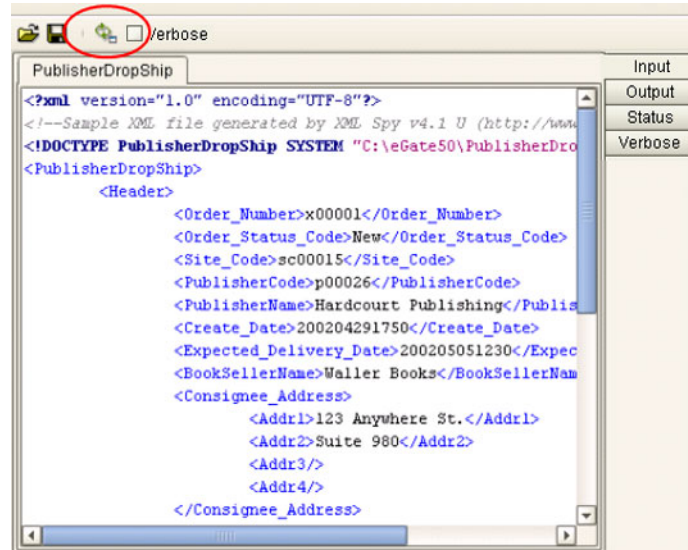 Verbose
PublisherDropShip
Input
Output
Status
Verbose
<?xml version="1.0" encoding="UTF-8"?>
<!--Sample XML file generated by XML Spy v4.1 U (http://www
<!DOCTYPE PublisherDropShip SYSTEM "C:\eGate50\PublisherDro
<PublisherDropShip>
<Header>
<Order_Number>x00001</Order_Number>
<Order_Status_Code>New</Order_Status_Code>
<Site_Code>sc00015</Site_Code>
<PublisherCode>p00026</PublisherCode>
<PublisherName>Hardcourt Publishing</Publis
<Create_Date>200204291750</Create_Date>
<Expected_Delivery_Date>200205051230</Expec
<BookSellerName>Waller Books</BookSellerNam
<Consignee_Address>
<Addr1>123 Anywhere St.</Addr1>
<Addr2>Suite 980</Addr2>
<Addr3/>
<Addr4/>
</Consignee_Address>